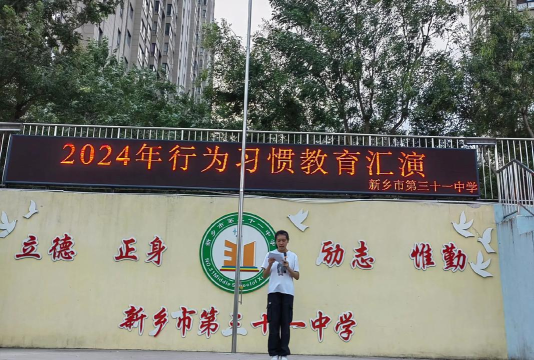 2024年行为习惯教育汇演
新乡市第三十一中学
立德 正身 励志 惟勤
31
新乡市第三十一中学